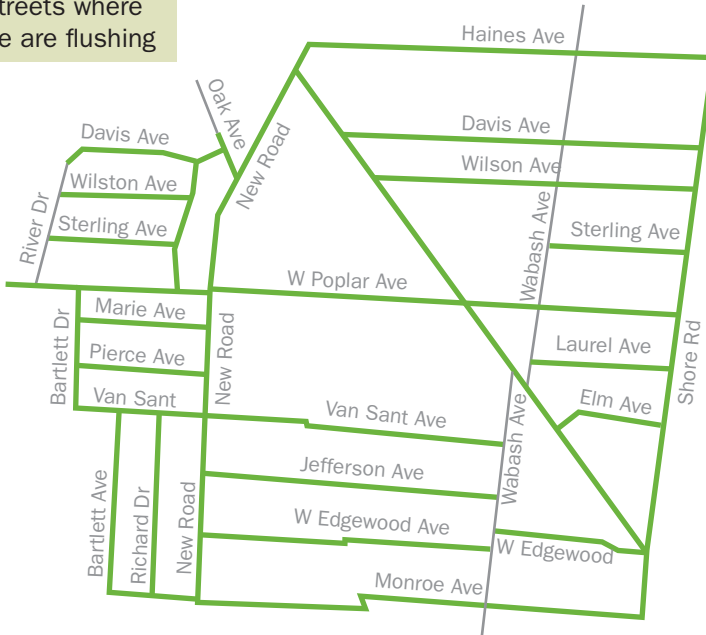 treets where
e are flushing
Haines Ave
Oak Ave
Davis Ave
Davis Ave
New Road
Wilson Ave
Wilston Ave
River Dr
Sterling Ave
Wabash Ave
Sterling Ave
W Poplar Ave
Marie Ave
Bartlett Dr
New Road
Laurel Ave
Shore Rd
Pierce Ave
Van Sant
Van Sant Ave
Elm Ave
Wabash Ave
Jefferson Ave
Bartlett Ave
Richard Dr
New Road
W Edgewood Ave
W Edgewood
Monroe Ave